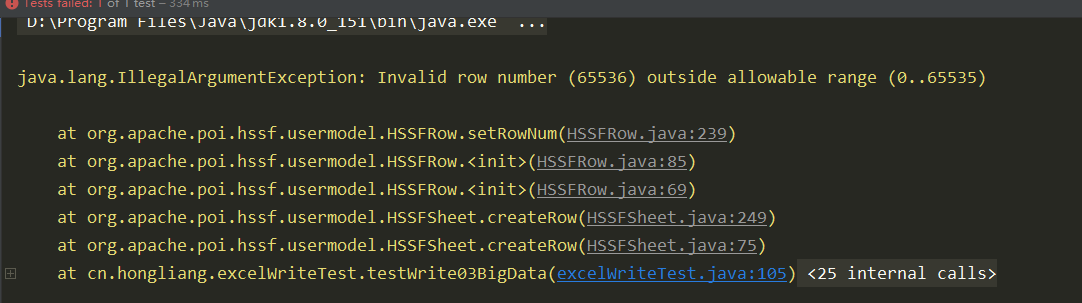 Tests failed: 1 of 1 test – 334 ms
D:\Program Files\Java\jdk1.8.0_151\bin\java.exe ...
java.lang.IllegalArgumentException: Invalid row number (65536) outside allowable range (0..65535)
at org.apache.poi.hssf.usermodel.HSSFRow.setRowNum(HSSFRow.java:239)
at org.apache.poi.hssf.usermodel.HSSFRow.<init>(HSSFRow.java:85)
at org.apache.poi.hssf.usermodel.HSSFRow.<init>(HSSFRow.java:69)
at org.apache.poi.hssf.usermodel.HSSFSheet.createRow(HSSFSheet.java:249)
at org.apache.poi.hssf.usermodel.HSSFSheet.createRow(HSSFSheet.java:75)
at cn.hongliang.excelWriteTest.testWrite03BigData(excelWriteTest.java:105) <25 internal calls>